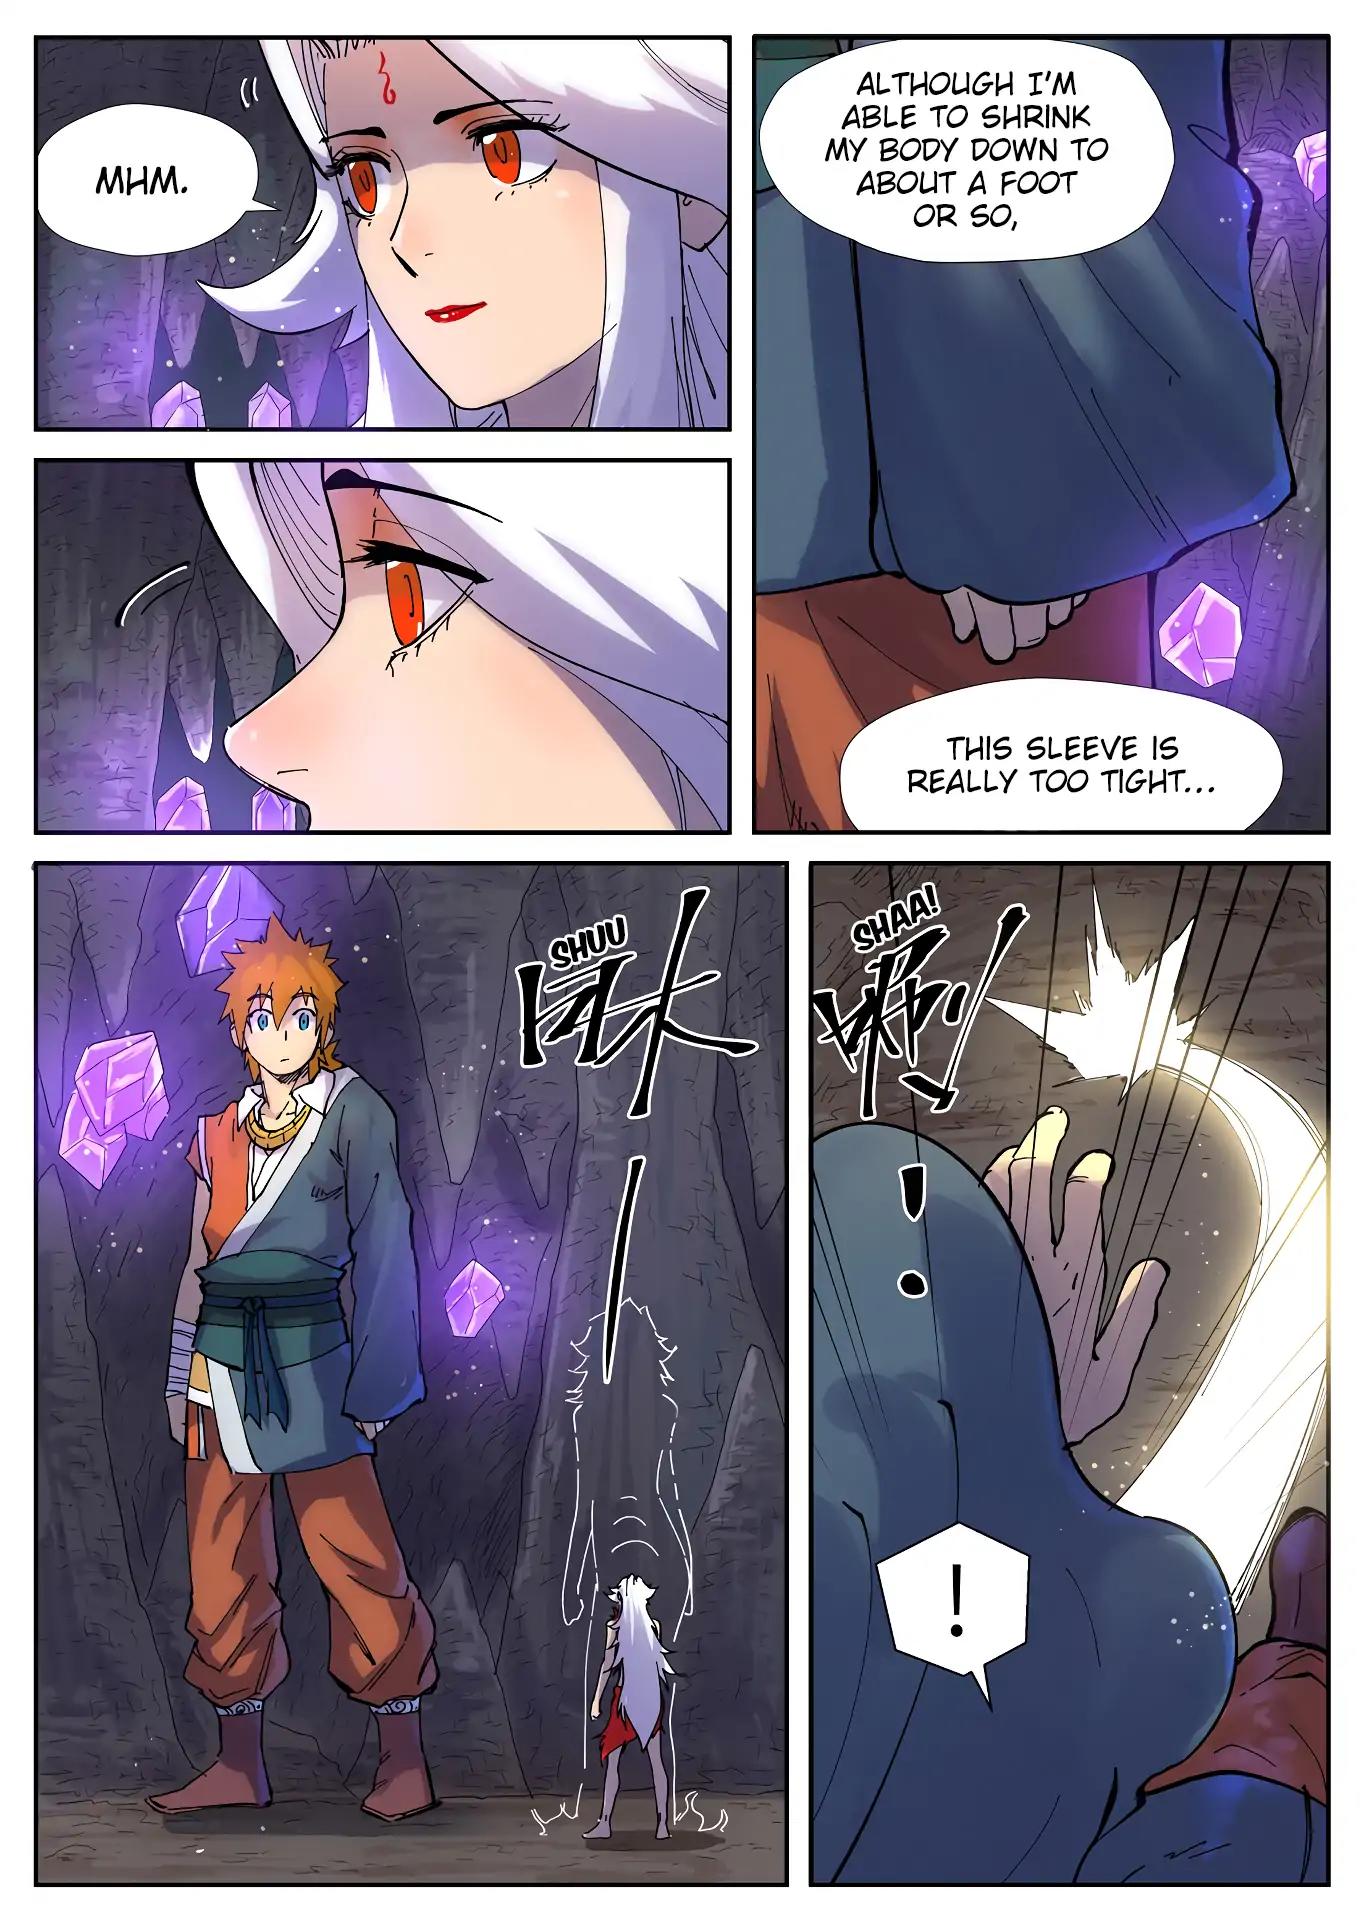 MHM.
ALTHOUGH I'M
ABLE TO SHRINK
MY BODY DOWN TO
ABOUT A FOOT
OR SO,
THIS SLEEVE IS
REALLY TOO TIGHT...
SHUU
SHAA!
!